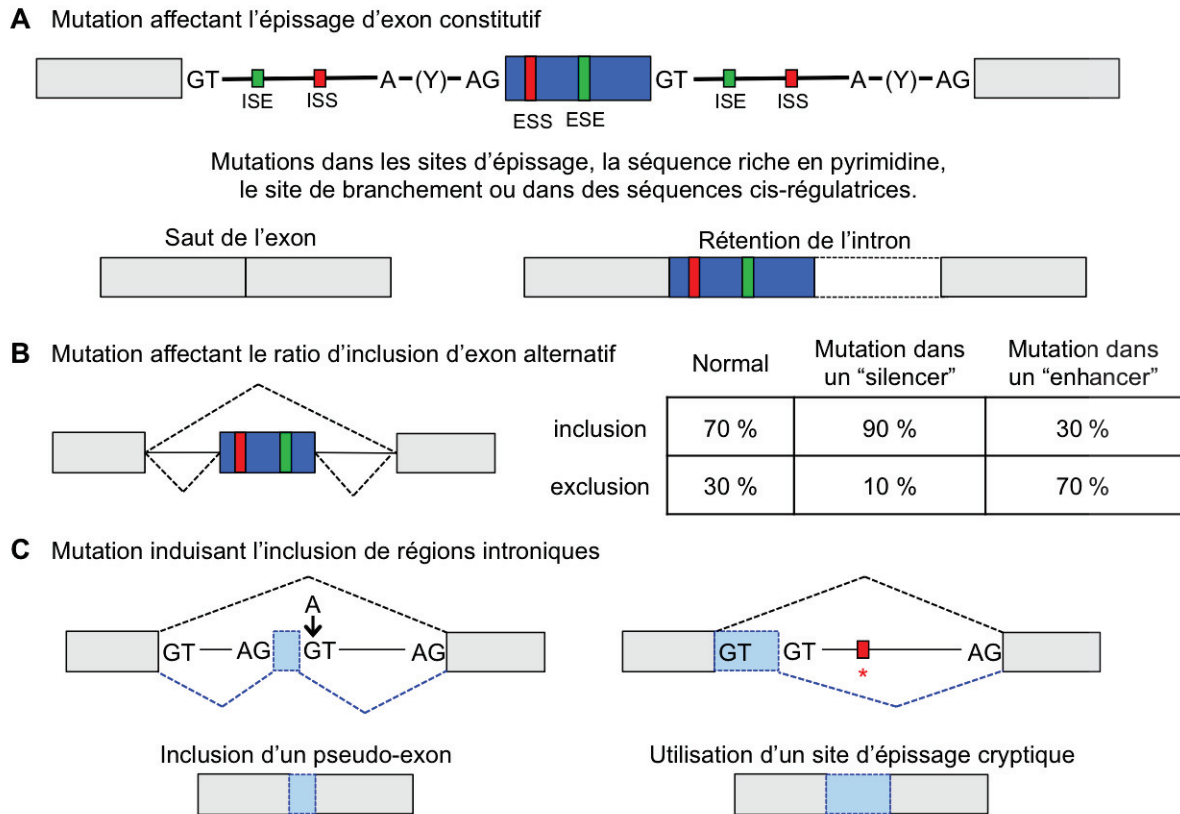 A Mutation affectant l'épissage d'exon constitutif
GT ISE ISS A (Y) AG ESS ESE GT ISE ISS A (Y) AG
Mutations dans les sites d'épissage, la séquence riche en pyrimidine,
le site de branchement ou dans des séquences cis-régulatrices.
Saut de l'exon
Rétention de l'intron
B Mutation affectant le ratio d'inclusion d'exon alternatif
Normal
Mutation dans
un "silencer"
Mutation dans
un "enhancer"
inclusion 70 % 90 % 30 %
exclusion 30 % 10 % 70 %
C Mutation induisant l'inclusion de régions introniques
A
GT AG GT AG
GT GT AG
*
Inclusion d'un pseudo-exon
Utilisation d'un site d'épissage cryptique